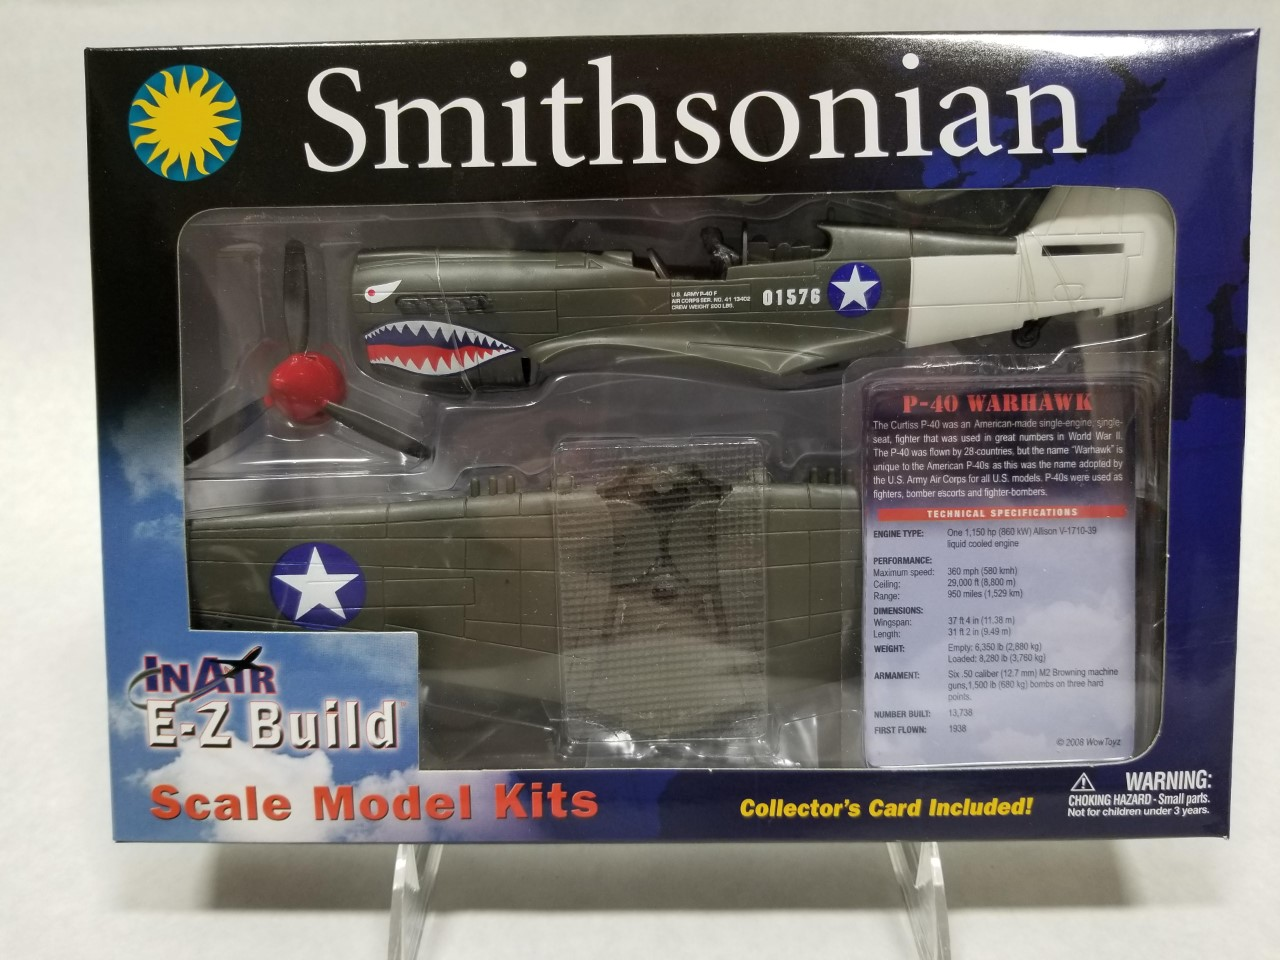 Smithsonian
U.S. ARMY P-40 F
AIR CORPS SER. NO. 41 13402
CREW WEIGHT 200 LBS.
01576
P-40 WARHAWK
The Curtiss P-40 was an American-made single-engine, single-
seat, fighter that was used in great numbers in World War II.
The P-40 was flown by 28-countries, but the name "Warhawk" is
unique to the American P-40s as this was the name adopted by
the U.S. Army Air Corps for all U.S. models. P-40s were used as
fighters, bomber escorts and fighter-bombers.
TECHNICAL SPECIFICATIONS
ENGINE TYPE: One 1,150 hp (860 kW) Allison V-1710-39
liquid cooled engine
PERFORMANCE:
Maximum speed: 360 mph (580 kmh)
Ceiling: 29,000 ft (8,800 m)
Range: 950 miles (1,529 km)
DIMENSIONS:
Wingspan: 37 ft 4 in (11.38 m)
Length: 31 ft 2 in (9.49 m)
WEIGHT: Empty: 6,350 lb (2,880 kg)
Loaded: 8,280 lb (3,760 kg)
ARMAMENT: Six .50 caliber (12.7 mm) M2 Browning machine
guns,1,500 lb (680 kg) bombs on three hard
points.
NUMBER BUILT: 13,738
FIRST FLOWN: 1938
© 2008 WowToyz
INAIR
E-Z Build
Scale Model Kits
Collector's Card Included!
WARNING:
CHOKING HAZARD - Small parts.
Not for children under 3 years.